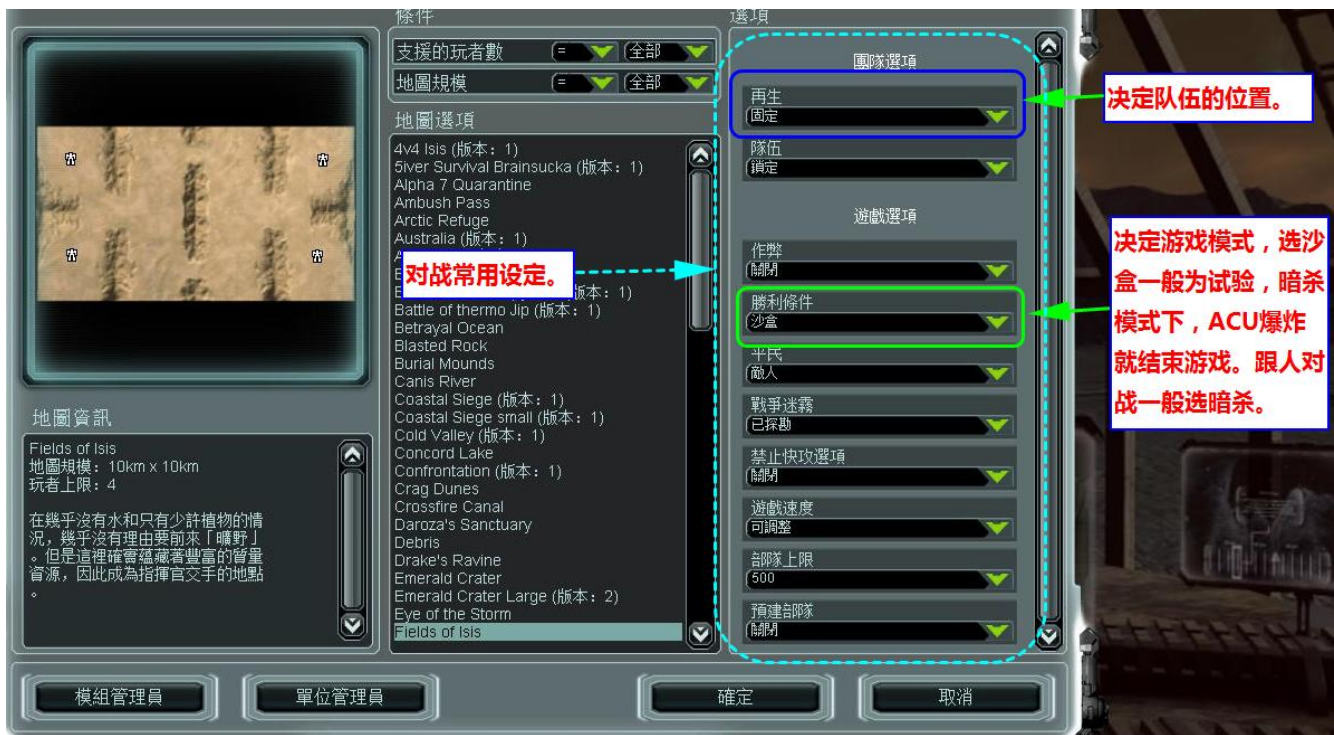 條件
支援的玩者數
(= 
(全部
地圖規模
(= 
(全部
地圖選項
4v4 Isis (版本：1)
5iver Survival Brainsucka (版本：1)
Alpha 7 Quarantine
Ambush Pass
Arctic Refuge
Australia (版本：1)
对战常用设定。
版本：1)
Battle of thermo Jip (版本：1)
Betrayal Ocean
Blasted Rock
Burial Mounds
Canis River
Coastal Siege (版本：1)
Coastal Siege small (版本：1)
Cold Valley (版本：1)
Concord Lake
Confrontation (版本：1)
Crag Dunes
Crossfire Canal
Daroza's Sanctuary
Debris
Drake's Ravine
Emerald Crater
Emerald Crater Large (版本：2)
Eye of the Storm
Fields of Isis
地圖資訊
Fields of Isis
地圖規模：10km x 10km
玩者上限：4
在幾乎沒有水和只有少許植物的情
況，幾乎沒有理由要前來「曠野」
。但是這裡確實蘊藏著豐富的質量
資源，因此成為指揮官交手的地點
。
選項
團隊選項
再生
(固定
隊伍
(鎖定
遊戲選項
作弊
(關閉
勝利條件
(沙盒
平民
(敵人
戰爭迷霧
(已探勘
禁止快攻選項
(關閉
遊戲速度
(可調整
部隊上限
(500
預建部隊
(關閉
决定队伍的位置。
决定游戏模式，选沙
盒一般为试验，暗杀
模式下，ACU爆炸
就结束游戏。跟人对
战一般选暗杀。
模組管理員
單位管理員
確定
取消